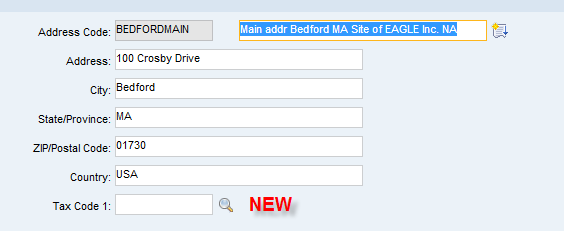 Address Code: BEDFORDMAIN Main addr Bedford MA Site of EAGLE Inc. NA
Address: 100 Crosby Drive
City: Bedford
State/Province: MA
ZIP/Postal Code: 01730
Country: USA
Tax Code 1: NEW